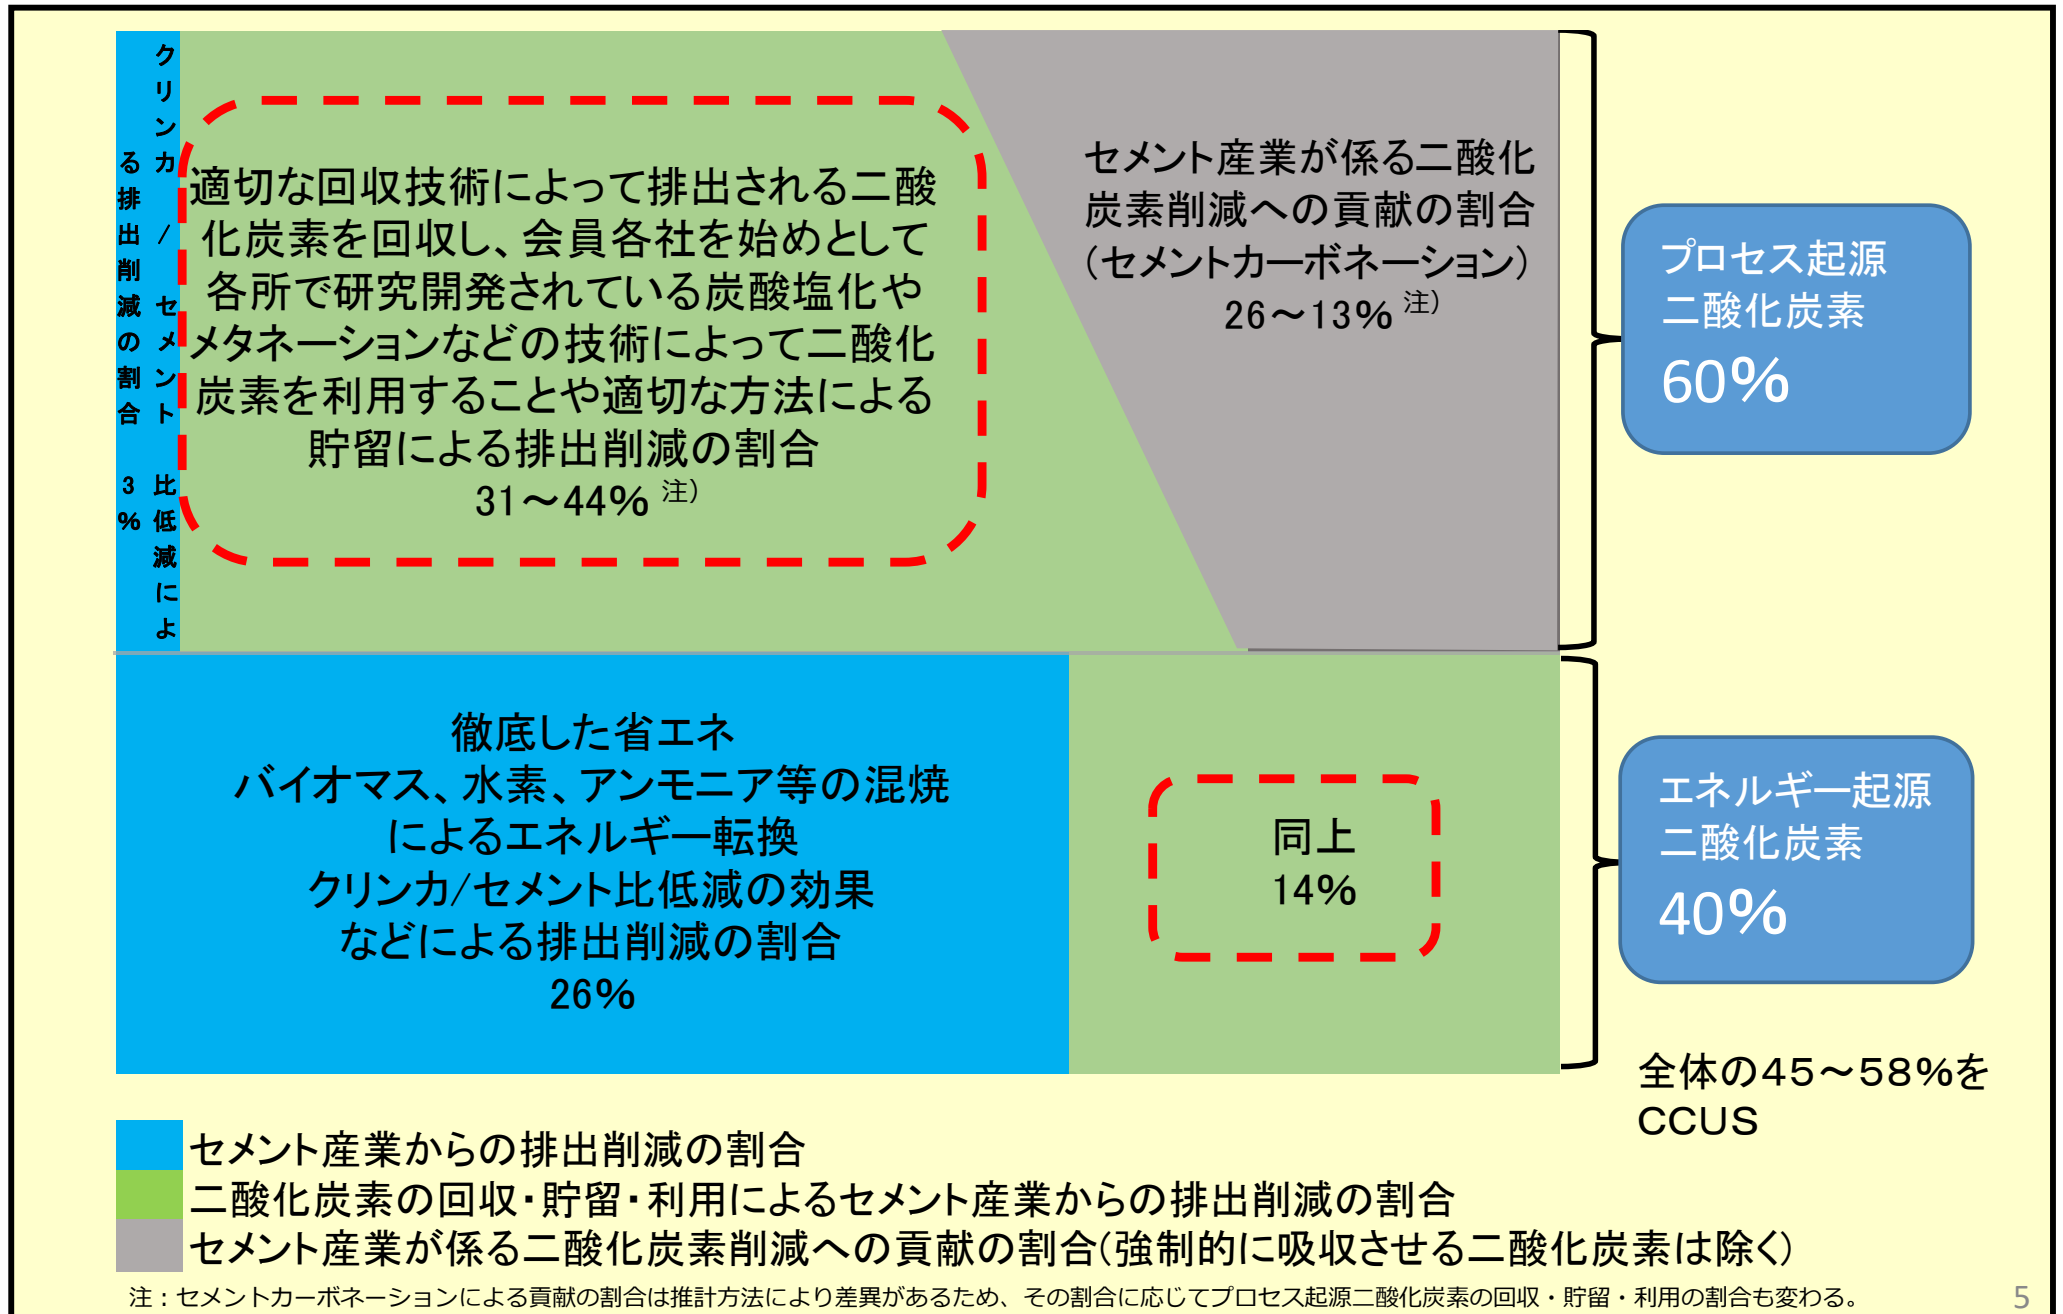 クリンカ/セメント比低減によ
る排出削減の割合 3%
適切な回収技術によって排出される二酸
化炭素を回収し、会員各社を始めとして
各所で研究開発されている炭酸塩化や
メタネーションなどの技術によって二酸化
炭素を利用することや適切な方法による
貯留による排出削減の割合
31～44% 注)
セメント産業が係る二酸化
炭素削減への貢献の割合
(セメントカーボネーション)
26～13% 注)
プロセス起源
二酸化炭素
60%
徹底した省エネ
バイオマス、水素、アンモニア等の混焼
によるエネルギー転換
クリンカ/セメント比低減の効果
などによる排出削減の割合
26%
同上
14%
エネルギー起源
二酸化炭素
40%
全体の45～58%を
CCUS
セメント産業からの排出削減の割合
二酸化炭素の回収・貯留・利用によるセメント産業からの排出削減の割合
セメント産業が係る二酸化炭素削減への貢献の割合(強制的に吸収させる二酸化炭素は除く)
注：セメントカーボネーションによる貢献の割合は推計方法により差異があるため、その割合に応じてプロセス起源二酸化炭素の回収・貯留・利用の割合も変わる。
5